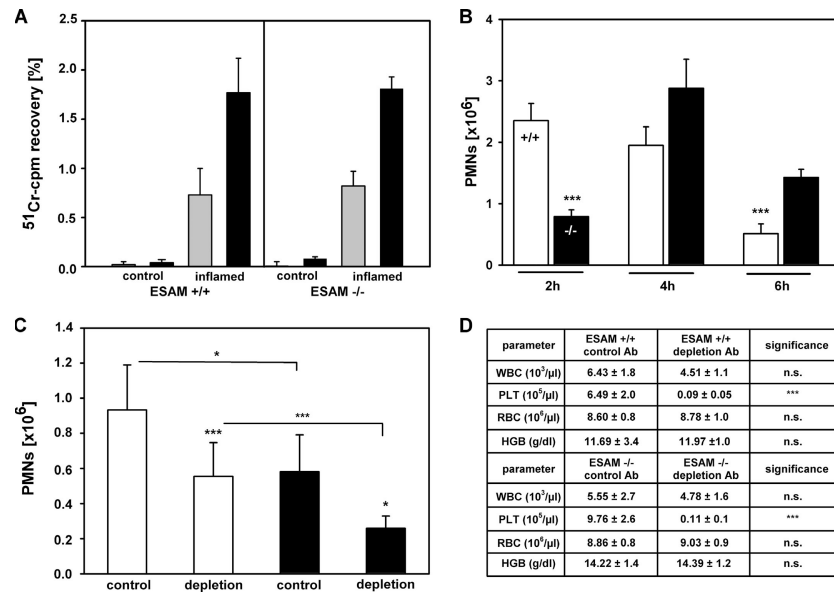 A
51Cr-cpm recovery [%]
2.5
2.0
1.5
1.0
0.5
0.0
control
inflamed
control
inflamed
ESAM +/+
ESAM -/-
B
PMNs [x10⁶]
4
3
2
1
0
+/+
***
-/-
***
2h
4h
6h
C
PMNs [x10⁶]
1.4
1.2
1.0
0.8
0.6
0.4
0.2
0.0
*
***
***
*
control
depletion
control
depletion
D
parameter ESAM +/+ control Ab ESAM +/+ depletion Ab significance
WBC (10³/µl) 6.43 ± 1.8 4.51 ± 1.1 n.s.
PLT (10⁵/µl) 6.49 ± 2.0 0.09 ± 0.05 ***
RBC (10⁶/µl) 8.60 ± 0.8 8.78 ± 1.0 n.s.
HGB (g/dl) 11.69 ± 3.4 11.97 ±1.0 n.s.
parameter ESAM -/- control Ab ESAM -/- depletion Ab significance
WBC (10³/µl) 5.55 ± 2.7 4.78 ± 1.6 n.s.
PLT (10⁵/µl) 9.76 ± 2.6 0.11 ± 0.1 ***
RBC (10⁶/µl) 8.86 ± 0.8 9.03 ± 0.9 n.s.
HGB (g/dl) 14.22 ± 1.4 14.39 ± 1.2 n.s.